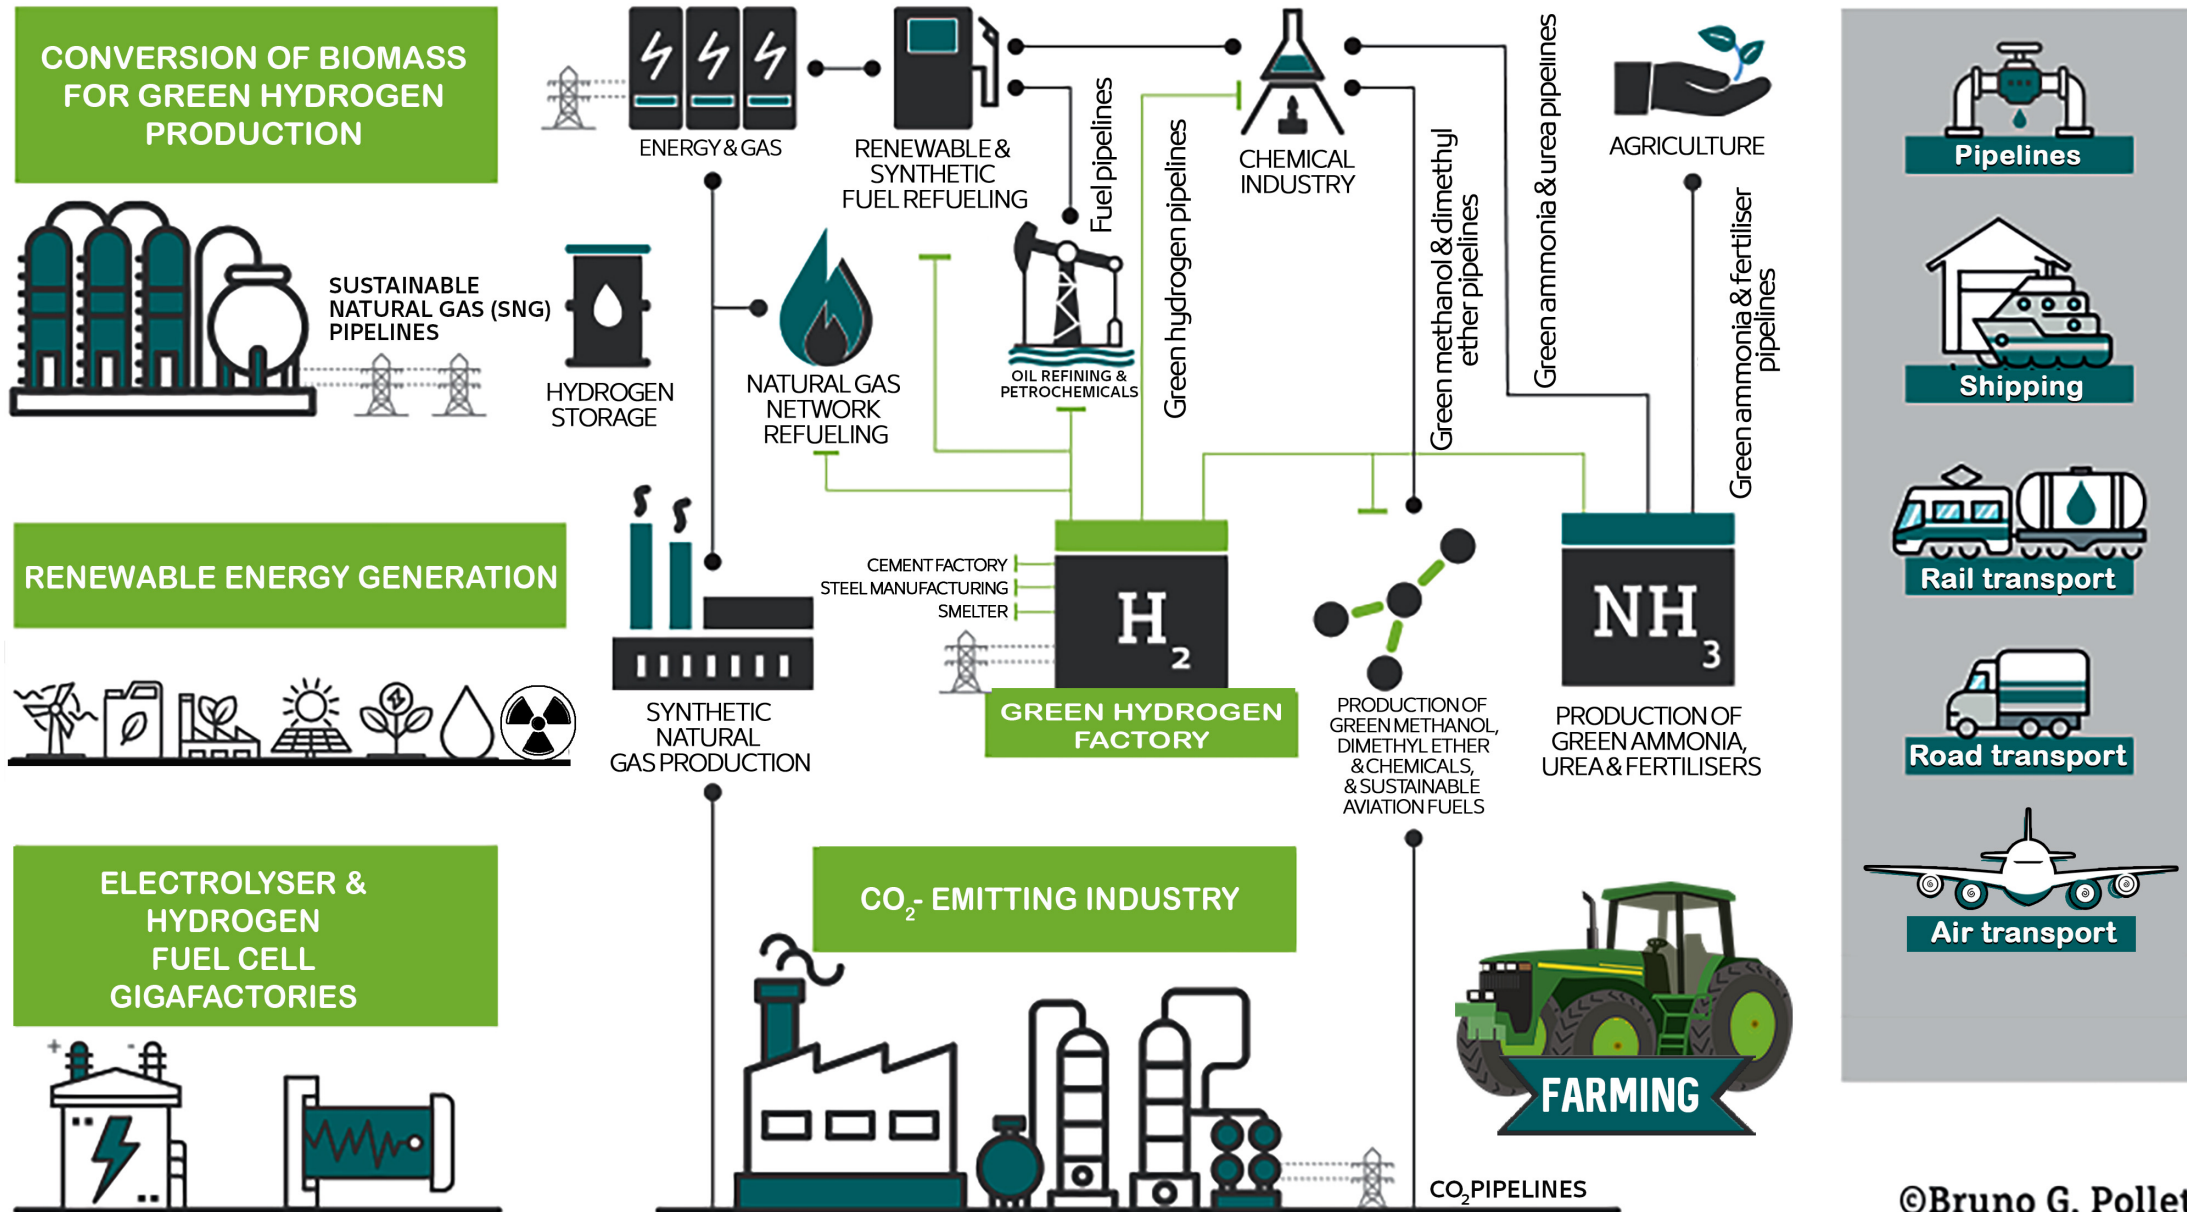 CONVERSION OF BIOMASS
FOR GREEN HYDROGEN
PRODUCTION
SUSTAINABLE
NATURAL GAS (SNG)
PIPELINES
RENEWABLE ENERGY GENERATION
ELECTROLYSER &
HYDROGEN
FUEL CELL
GIGAFACTORIES
+ -
ENERGY & GAS
RENEWABLE &
SYNTHETIC
FUEL REFUELING
Fuel pipelines
Green hydrogen pipelines
CHEMICAL
INDUSTRY
Green methanol & dimethyl
ether pipelines
Green ammonia & urea pipelines
AGRICULTURE
Green ammonia & fertiliser
pipelines
HYDROGEN
STORAGE
NATURAL GAS
NETWORK
REFUELING
OIL REFINING &
PETROCHEMICALS
CEMENT FACTORY
STEEL MANUFACTURING
SMELTER
H2
GREEN HYDROGEN
FACTORY
NH3
SYNTHETIC
NATURAL
GAS PRODUCTION
PRODUCTION OF
GREEN METHANOL,
DIMETHYL ETHER
& CHEMICALS,
& SUSTAINABLE
AVIATION FUELS
PRODUCTION OF
GREEN AMMONIA,
UREA & FERTILISERS
CO2- EMITTING INDUSTRY
FARMING
CO2PIPELINES
Pipelines
Shipping
Rail transport
Road transport
Air transport
©Bruno G. Pollet